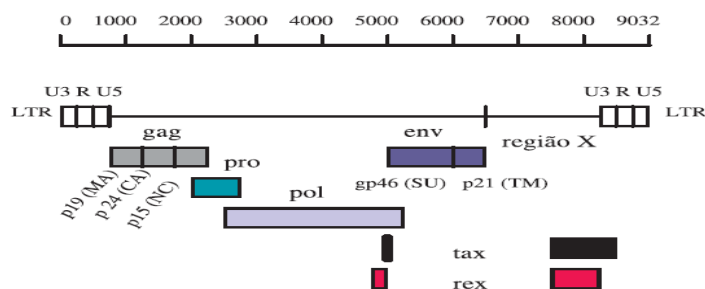 0 1000 2000 3000 4000 5000 6000 7000 8000 9032
U3 R U5 U3 R U5
LTR LTR
gag env região X
pro
p19 (MA) p24 (CA) p15 (NC) gp46 (SU) p21 (TM)
pol
tax
rex